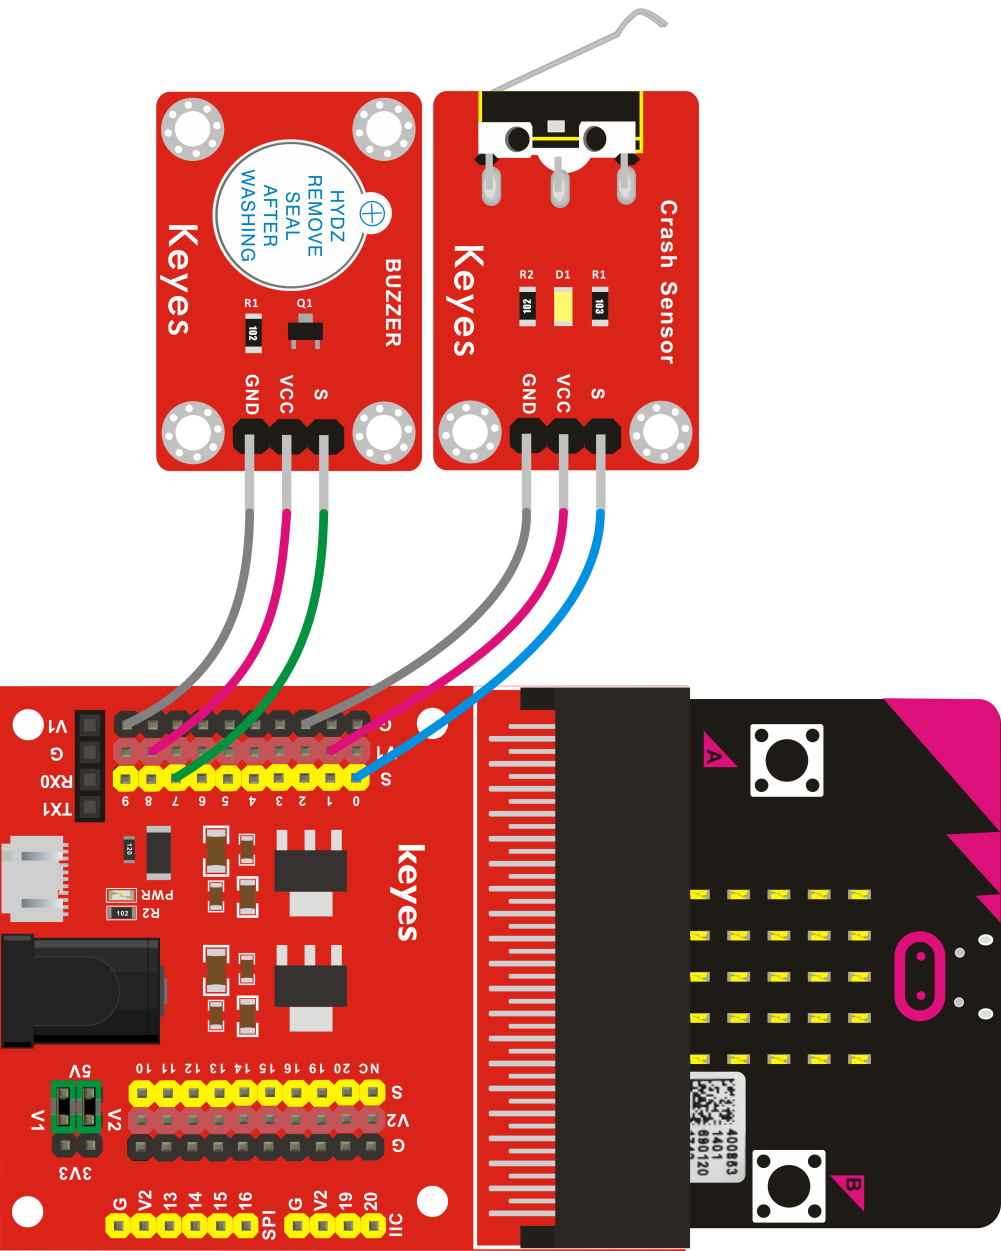 HYDZ
REMOVE
SEAL
AFTER
WASHING
Keyes
BUZZER
R1
Q1
102
GND
VCC
S
Crash Sensor
Keyes
R2
D1
R1
102
103
GND
VCC
S
V1
G
RX0
TX1
G
V1
S
9 8 7 6 5 4 3 2 1 0
120
PWR
R2
102
keyes
A
5V
V1
V2
3V3
10 11 12 13 14 15 16 19 20 NC
S
V2
G
G V2 13 14 15 16
SPI
G V2 19 20
IIC
400863
1401
690120
B